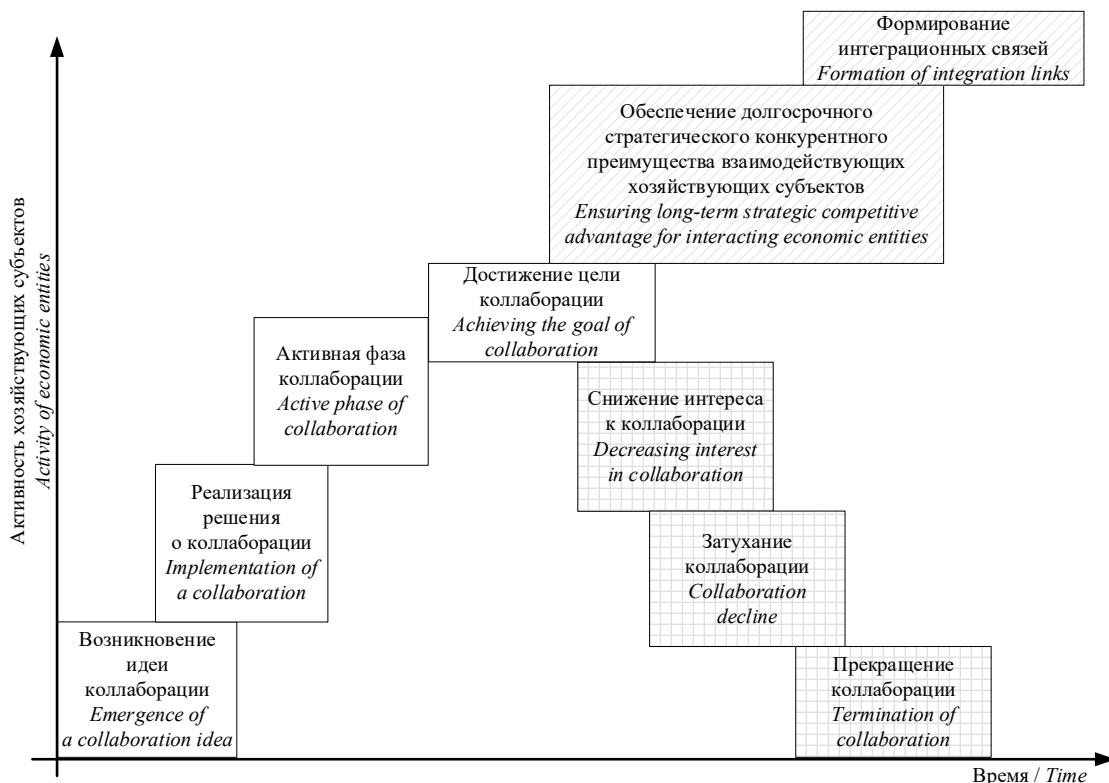 Формирование
интеграционных связей
Formation of integration links
Обеспечение долгосрочного
стратегического конкурентного
преимущества взаимодействующих
хозяйствующих субъектов
Ensuring long-term strategic competitive
advantage for interacting economic entities
Активность хозяйствующих субъектов
Activity of economic entities
Достижение цели
коллаборации
Achieving the goal of
collaboration
Активная фаза
коллаборации
Active phase of
collaboration
Снижение интереса
к коллаборации
Decreasing interest
in collaboration
Реализация
решения
о коллаборации
Implementation of
a collaboration
Затухание
коллаборации
Collaboration
decline
Возникновение
идеи
коллаборации
Emergence of
a collaboration idea
Прекращение
коллаборации
Termination of
collaboration
Время / Time